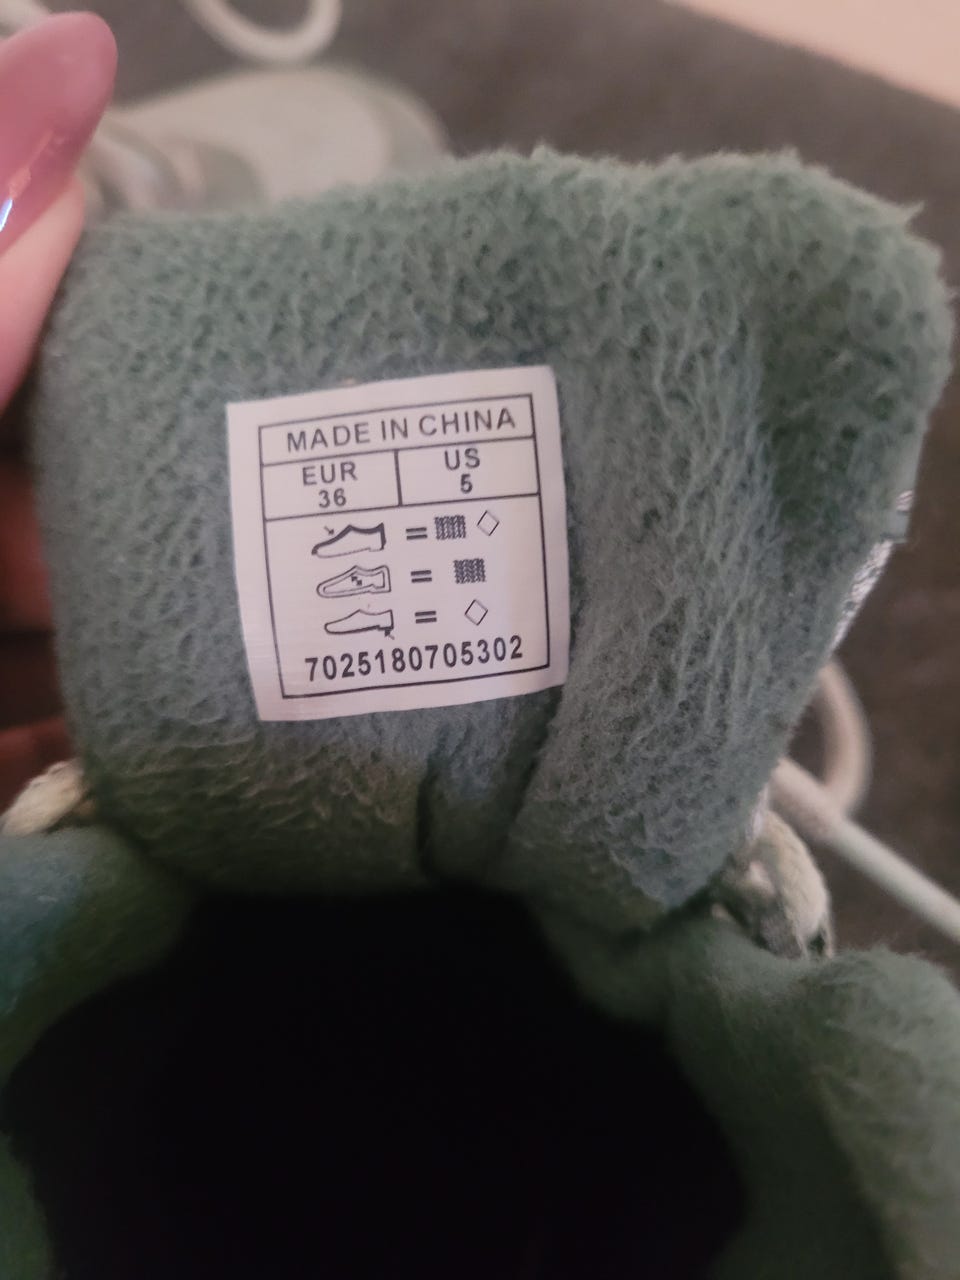 MADE IN CHINA
EUR US
36 5
=
=
=
7025180705302